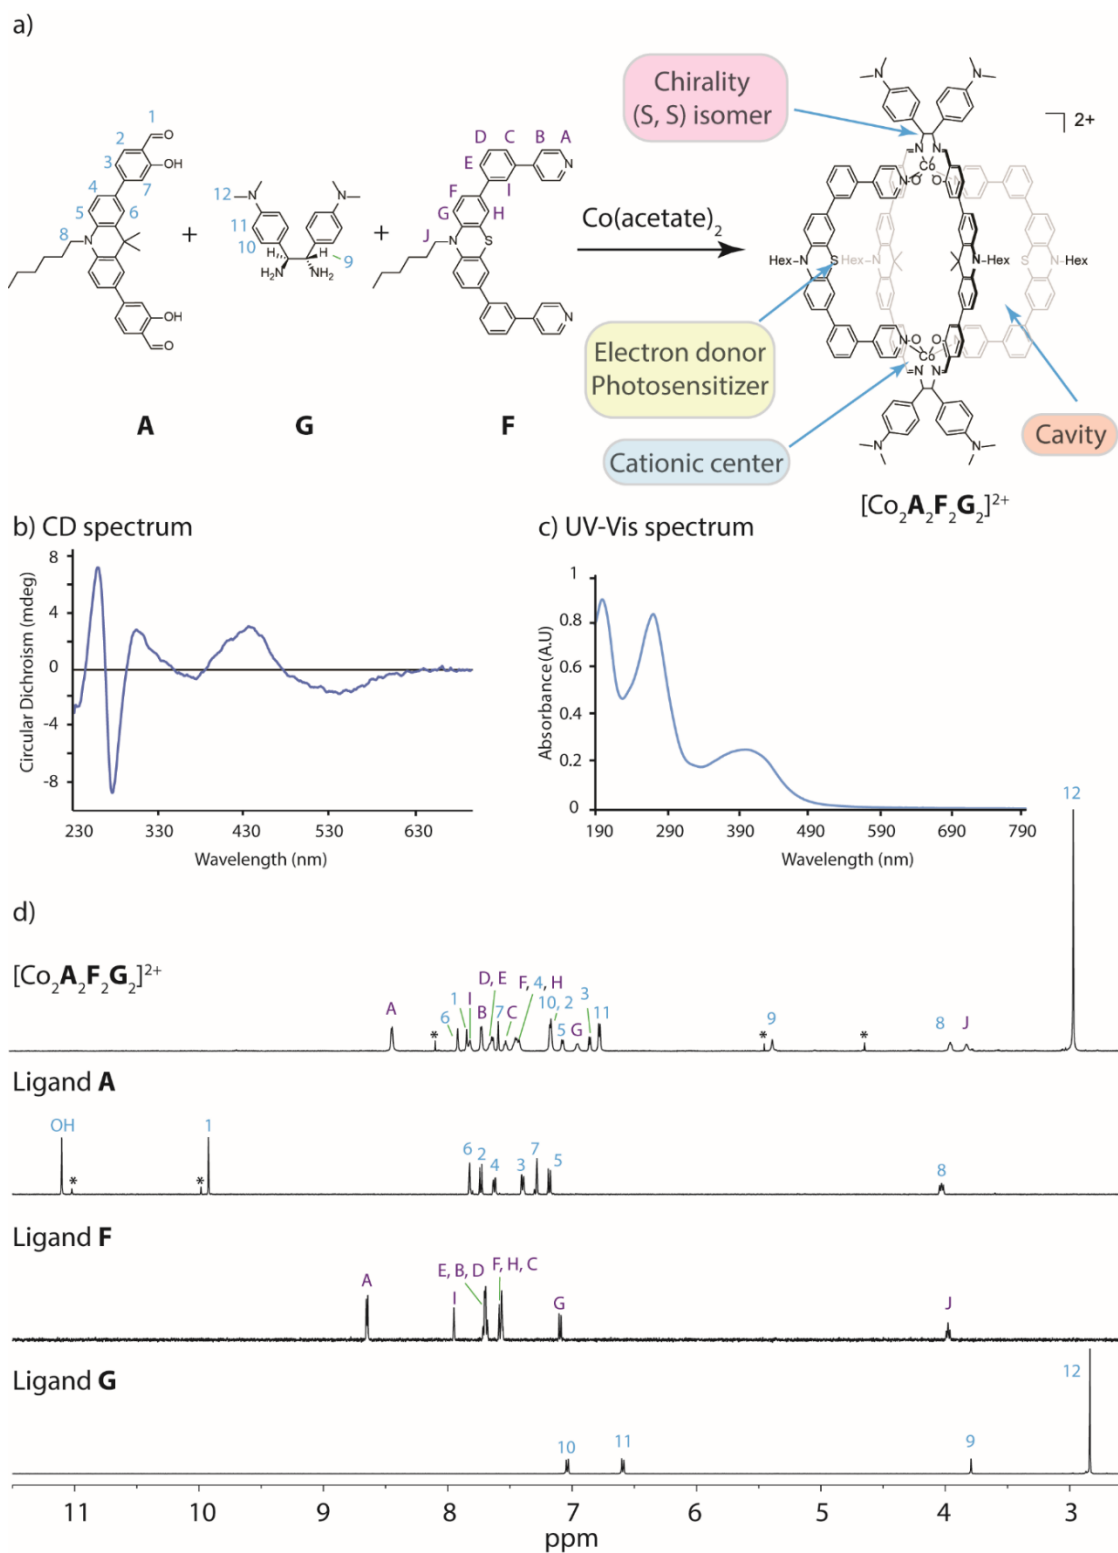 a)
1
2
3
4
5
6
7
8
O
OH
N
OH
O
A
+
N
N
12
11
10
H
H
9
NH₂
NH₂
G
+
D
C
B
A
N
E
I
F
G
H
J
N
S
N
F
Co(acetate)₂
Chirality
(S, S) isomer
Electron donor
Photosensitizer
Cationic center
Cavity
N
N
⎤2+
N
N
Co
N
O
O
N
Hex-N
S
Hex-N
N-Hex
S
N-Hex
N
O
O
N
Co
=N
N=
N
N
[Co₂A₂F₂G₂]²⁺
b) CD spectrum
Circular Dichroism (mdeg)
8
4
0
-4
-8
230 330 430 530 630
Wavelength (nm)
c) UV-Vis spectrum
Absorbance (A.U)
1
0.8
0.6
0.4
0.2
0
190 290 390 490 590 690 790
Wavelength (nm)
d)
[Co₂A₂F₂G₂]²⁺
A * 6 1 I B D, E 7 C F, 4, H 10, 2 5 G 3 11 * 9 * 8 J 12
Ligand A
OH * * 1 6 2 4 3 7 5 8
Ligand F
A I E, B, D F, H, C G J
Ligand G
10 11 9 12
11 10 9 8 7 6 5 4 3
ppm